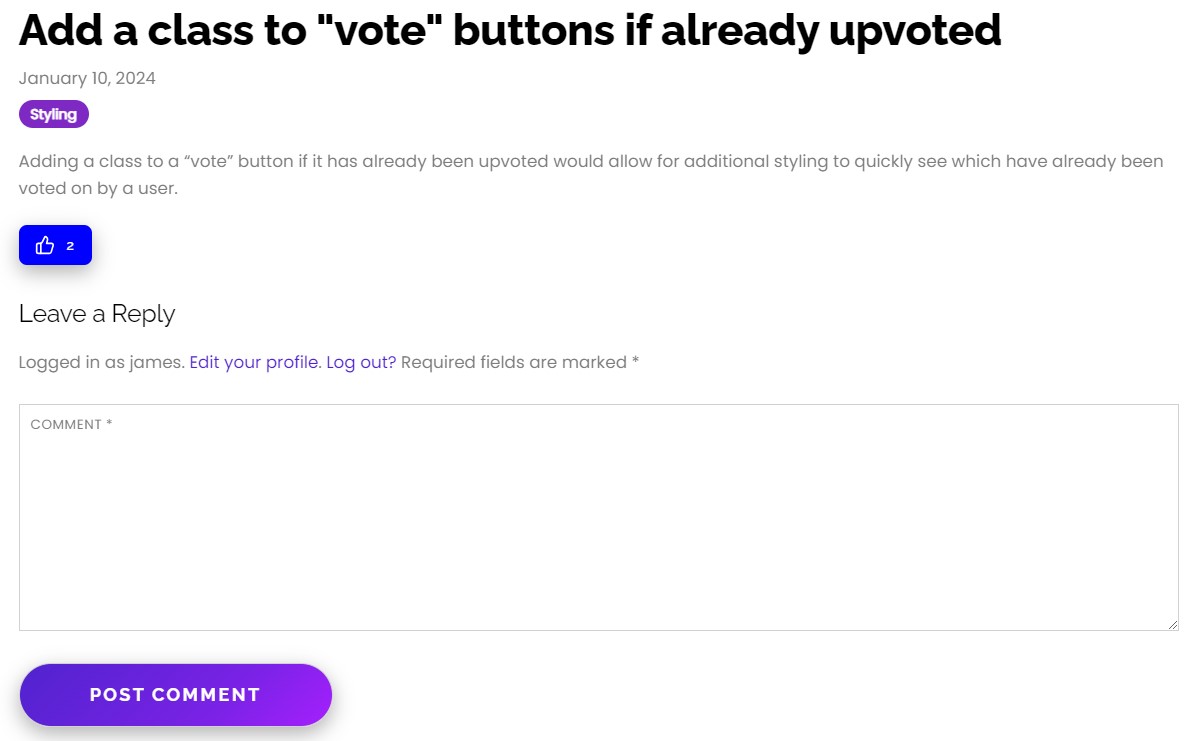 Add a class to "vote" buttons if already upvoted
January 10, 2024
Styling
Adding a class to a “vote” button if it has already been upvoted would allow for additional styling to quickly see which have already been
voted on by a user.
2
Leave a Reply
Logged in as james. Edit your profile. Log out? Required fields are marked *
COMMENT *
POST COMMENT